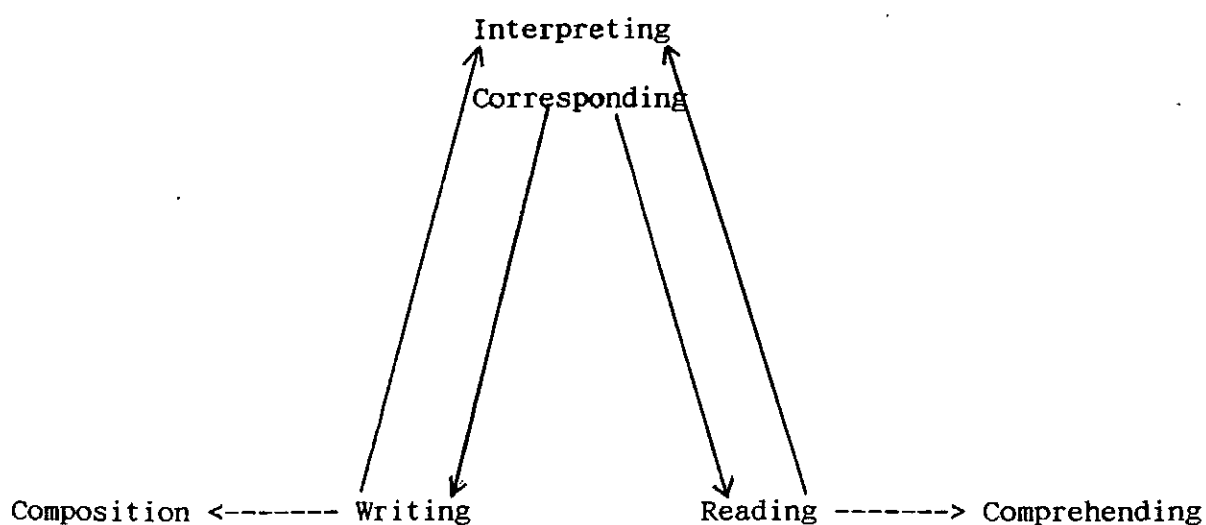 Interpreting
Corresponding
Composition <------- Writing Reading -------> Comprehending